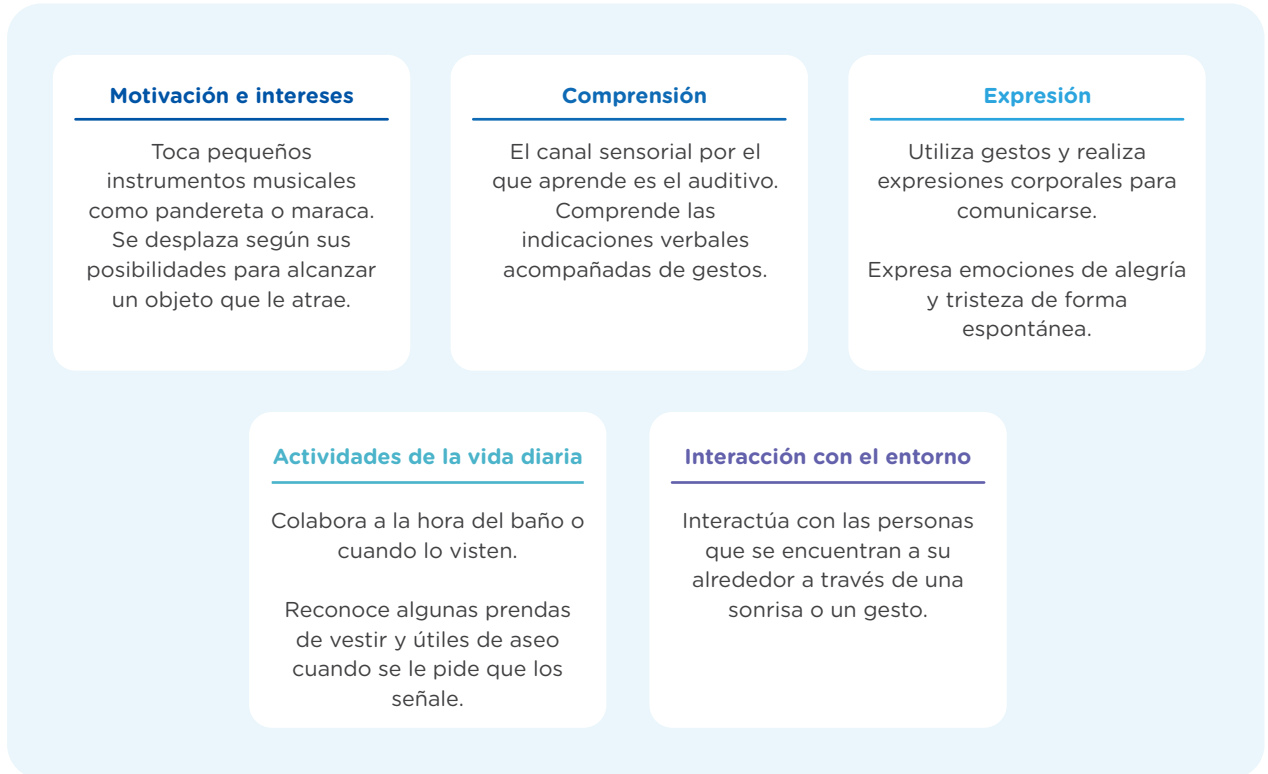 Motivación e intereses
Toca pequeños
instrumentos musicales
como pandereta o maraca.
Se desplaza según sus
posibilidades para alcanzar
un objeto que le atrae.
Comprensión
El canal sensorial por el
que aprende es el auditivo.
Comprende las
indicaciones verbales
acompañadas de gestos.
Expresión
Utiliza gestos y realiza
expresiones corporales para
comunicarse.
Expresa emociones de alegría
y tristeza de forma
espontánea.
Actividades de la vida diaria
Colabora a la hora del baño o
cuando lo visten.
Reconoce algunas prendas
de vestir y útiles de aseo
cuando se le pide que los
señale.
Interacción con el entorno
Interactúa con las personas
que se encuentran a su
alrededor a través de una
sonrisa o un gesto.